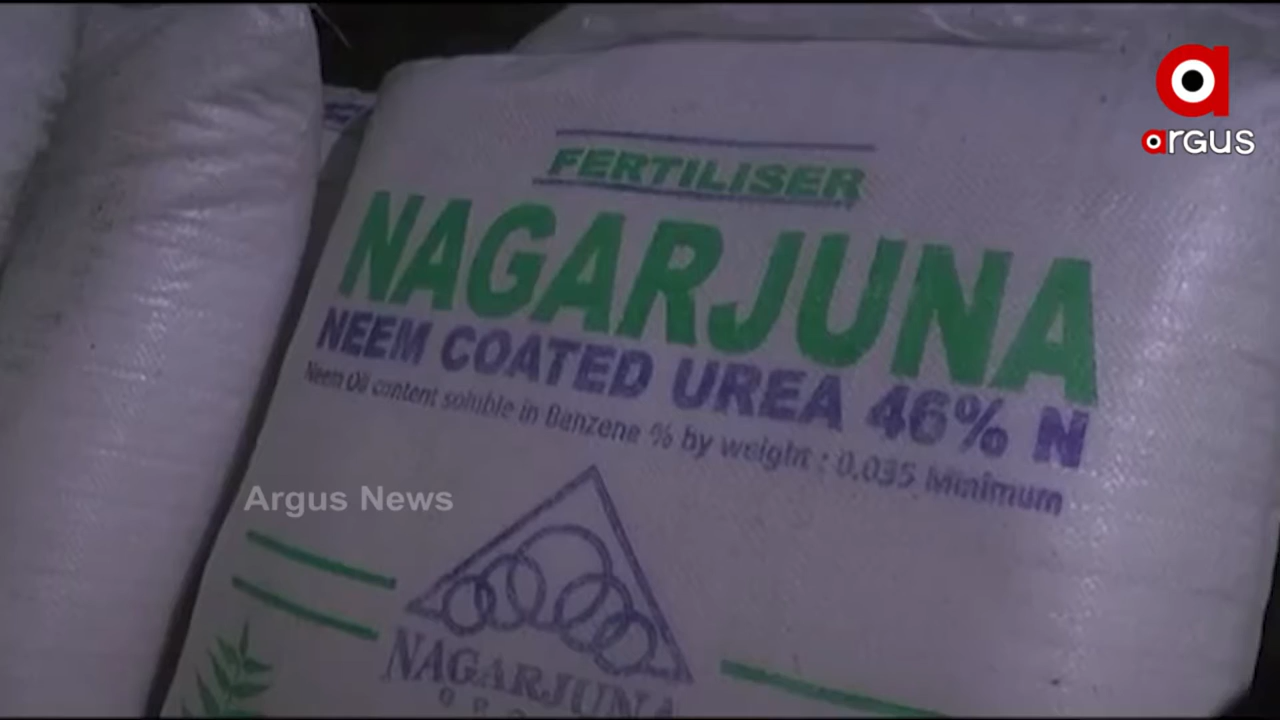 argus
FERTILISER
NAGARJUNA
NEEM COATED UREA 46% N
Neem Oil content soluble in Benzene % by weight : 0.035 Minimum
Argus News
NAGARJUNA